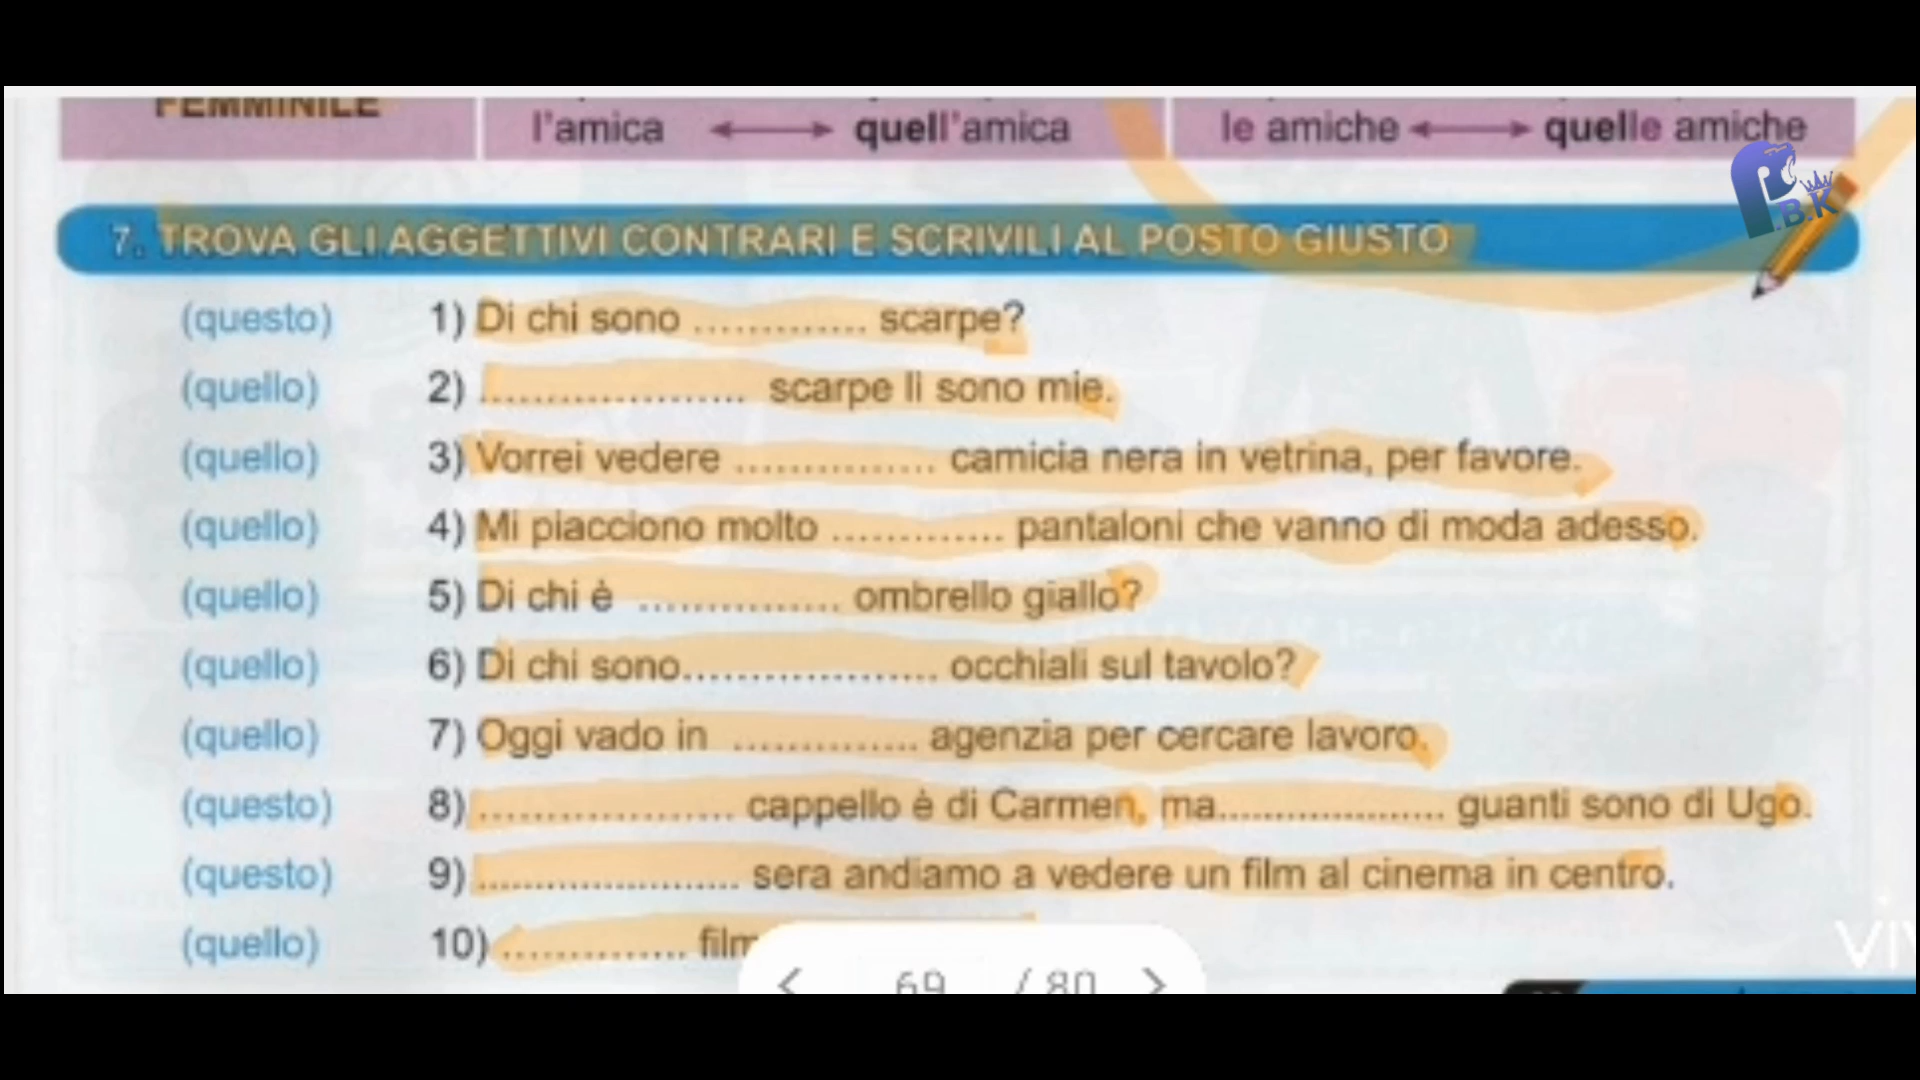 FEMMINILE
l'amica ↔ quell'amica le amiche ↔ quelle amiche
P.B.K
7. TROVA GLI AGGETTIVI CONTRARI E SCRIVILI AL POSTO GIUSTO
(questo) 1) Di chi sono ............. scarpe?
(quello) 2) .................... scarpe lì sono mie.
(quello) 3) Vorrei vedere ............... camicia nera in vetrina, per favore.
(quello) 4) Mi piacciono molto ............. pantaloni che vanno di moda adesso.
(quello) 5) Di chi è ............... ombrello giallo?
(quello) 6) Di chi sono................... occhiali sul tavolo?
(quello) 7) Oggi vado in .............. agenzia per cercare lavoro.
(questo) 8) ................... cappello è di Carmen, ma.................... guanti sono di Ugo.
(questo) 9) ...................... sera andiamo a vedere un film al cinema in centro.
(quello) 10) .............. film
< 69 / 80 >